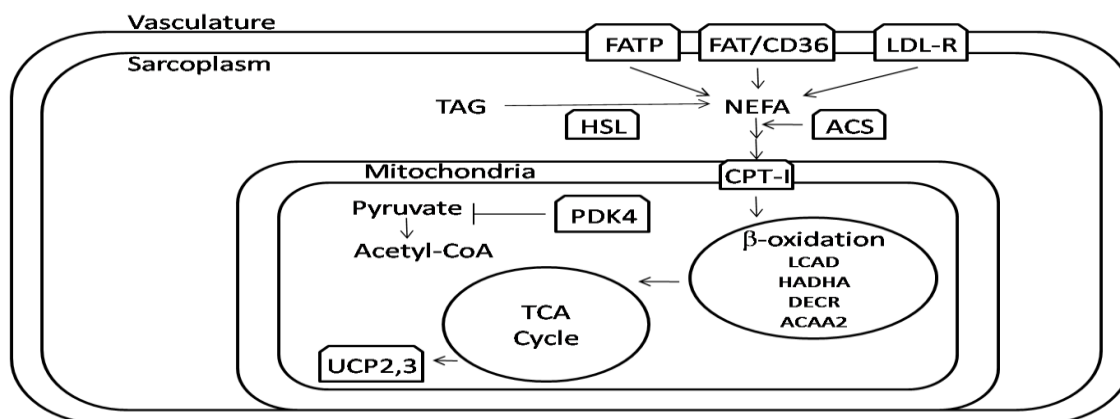 Vasculature
FATP
FAT/CD36
LDL-R
Sarcoplasm
TAG
NEFA
HSL
ACS
Mitochondria
CPT-I
Pyruvate
PDK4
Acetyl-CoA
β-oxidation
LCAD
HADHA
DECR
ACAA2
TCA
Cycle
UCP2,3